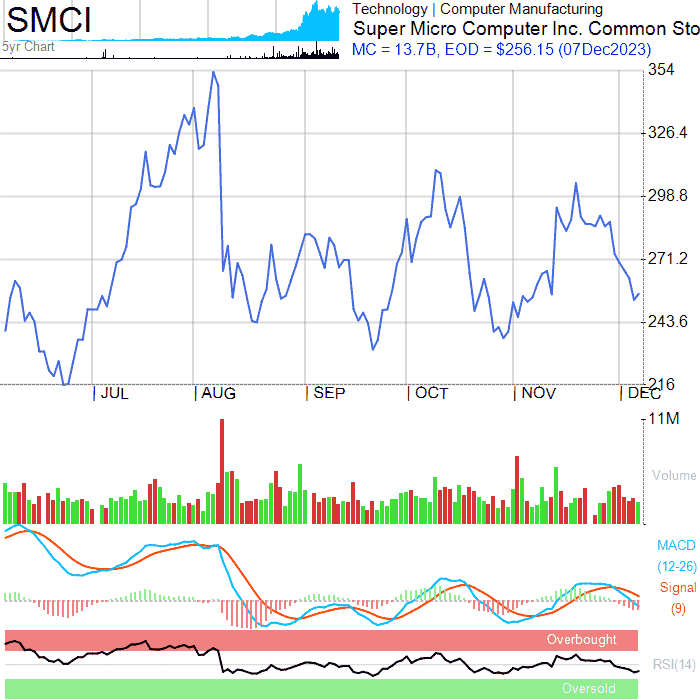 SMCI
5yr Chart
Technology | Computer Manufacturing
Super Micro Computer Inc. Common Sto
MC = 13.7B, EOD = $256.15 (07Dec2023)
354
326.4
298.8
271.2
243.6
216
JUL
AUG
SEP
OCT
NOV
DEC
11M
Volume
MACD
(12-26)
Signal
(9)
Overbought
RSI(14)
Oversold